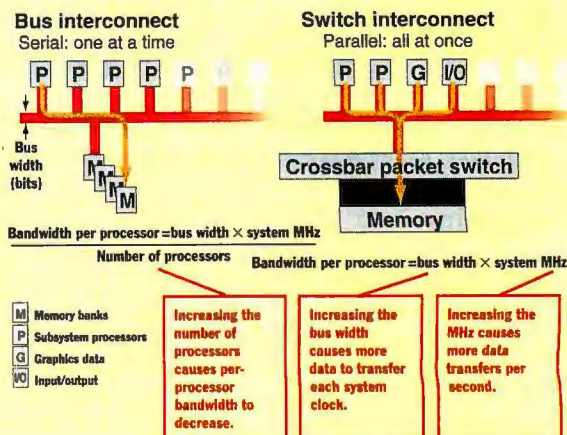 Bus interconnect
Serial: one at a time
P P P P P P
Bus
width
(bits)
M
M
M
M
Bandwidth per processor=bus width × system MHz
Number of processors
Switch interconnect
Parallel: all at once
P P G I/O
Crossbar packet switch
Memory
Bandwidth per processor=bus width × system MHz
M Memory banks
P Subsystem processors
G Graphics data
I/O Input/output
Increasing the
number of
processors
causes per-
processor
bandwidth to
decrease.
Increasing the
bus width
causes more
data to transfer
each system
clock.
Increasing the
MHz causes
more data
transfers per
second.